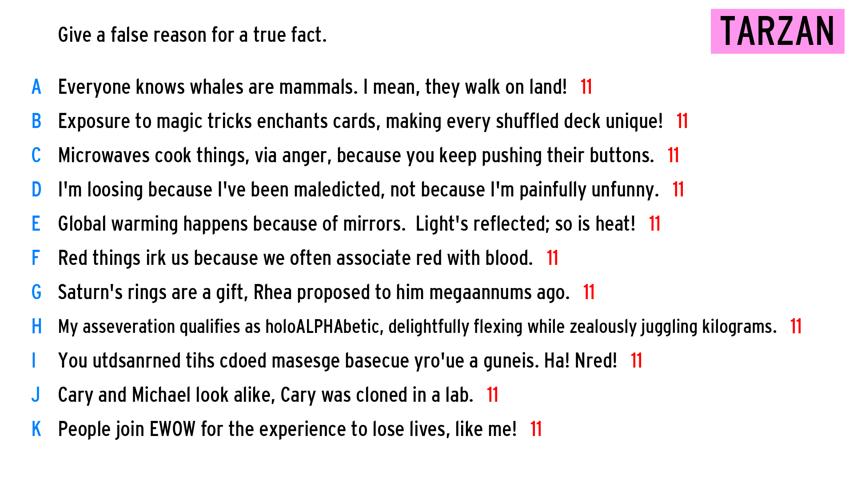 Give a false reason for a true fact.
TARZAN
A Everyone knows whales are mammals. I mean, they walk on land! 11
B Exposure to magic tricks enchants cards, making every shuffled deck unique! 11
C Microwaves cook things, via anger, because you keep pushing their buttons. 11
D I'm loosing because I've been maledicted, not because I'm painfully unfunny. 11
E Global warming happens because of mirrors. Light's reflected; so is heat! 11
F Red things irk us because we often associate red with blood. 11
G Saturn's rings are a gift, Rhea proposed to him megaannums ago. 11
H My asseveration qualifies as holoALPHAbetic, delightfully flexing while zealously juggling kilograms. 11
I You utdsanrned tihs cdoed masesge basecue yro'ue a guneis. Ha! Nred! 11
J Cary and Michael look alike, Cary was cloned in a lab. 11
K People join EWOW for the experience to lose lives, like me! 11